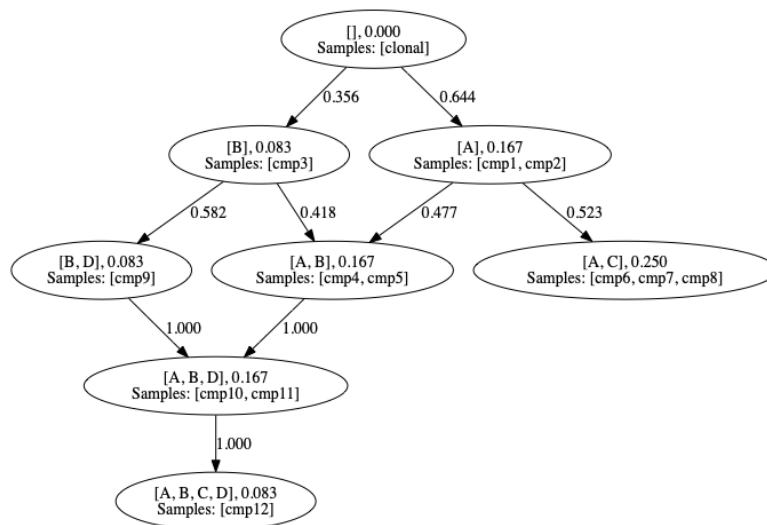 [], 0.000
Samples: [clonal]
0.356
0.644
[B], 0.083
Samples: [cmp3]
[A], 0.167
Samples: [cmp1, cmp2]
0.582
0.418
0.477
0.523
[B, D], 0.083
Samples: [cmp9]
[A, B], 0.167
Samples: [cmp4, cmp5]
[A, C], 0.250
Samples: [cmp6, cmp7, cmp8]
1.000
1.000
[A, B, D], 0.167
Samples: [cmp10, cmp11]
1.000
[A, B, C, D], 0.083
Samples: [cmp12]